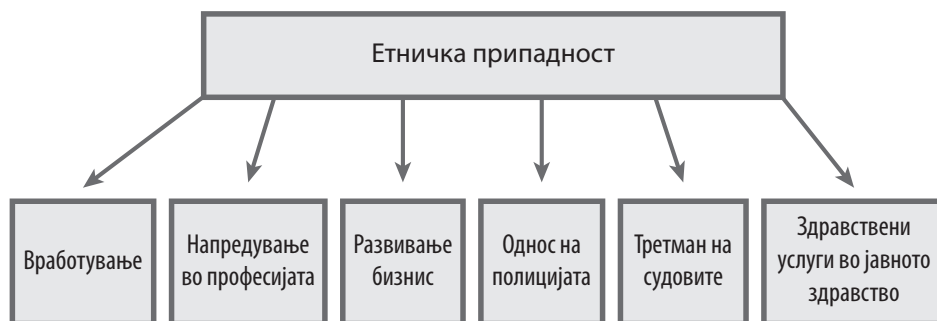 Етничка припадност
Вработување
Напредување
во професијата
Развивање
бизнис
Однос на
полицијата
Третман на
судовите
Здравствени
услуги во јавното
здравство